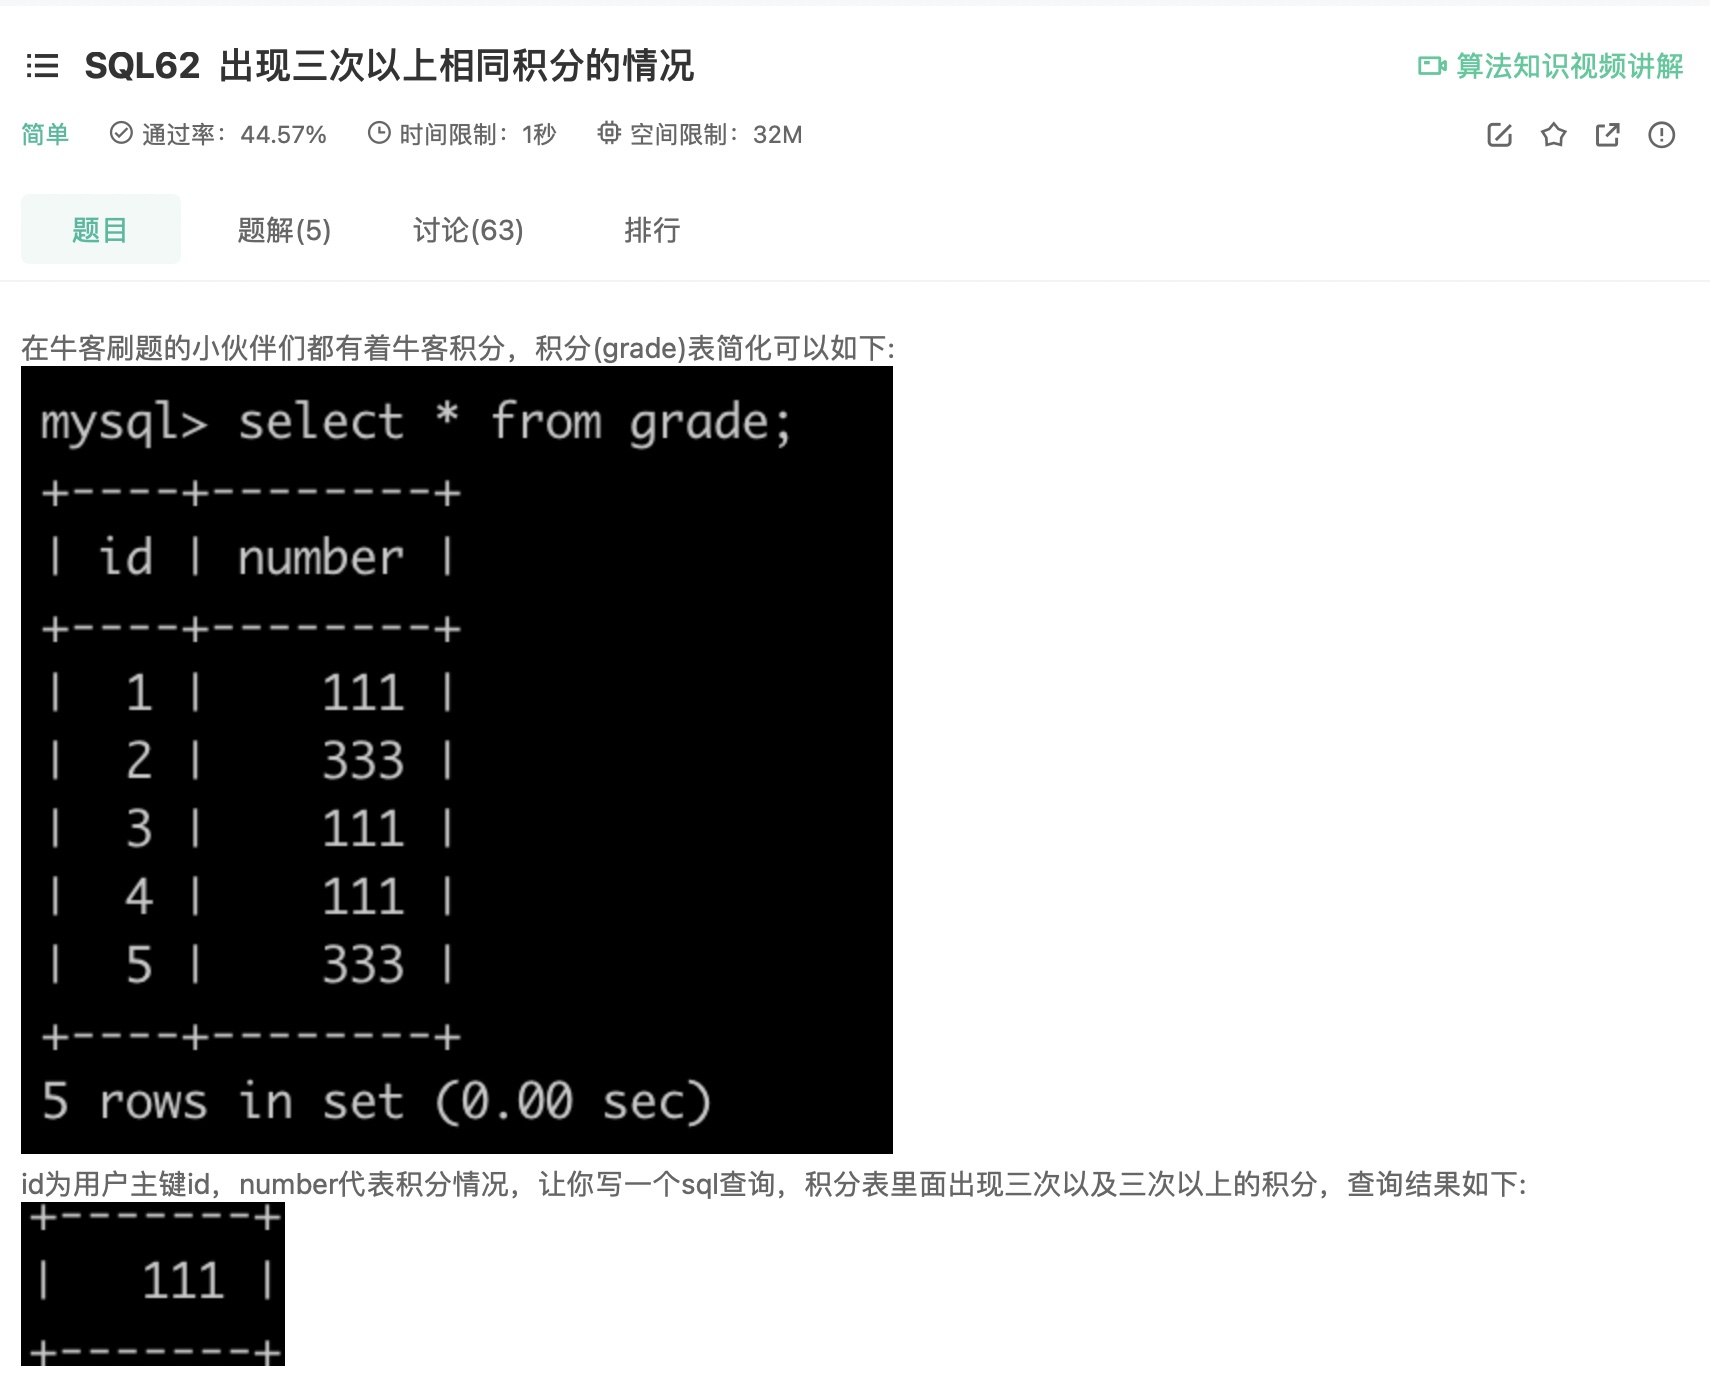 SQL62 出现三次以上相同积分的情况 算法知识视频讲解
简单 通过率：44.57% 时间限制：1秒 空间限制：32M
题目 题解(5) 讨论(63) 排行
在牛客刷题的小伙伴们都有着牛客积分，积分(grade)表简化可以如下:
mysql> select * from grade;
+----+--------+
| id | number |
+----+--------+
|  1 |    111 |
|  2 |    333 |
|  3 |    111 |
|  4 |    111 |
|  5 |    333 |
+----+--------+
5 rows in set (0.00 sec)
id为用户主键id，number代表积分情况，让你写一个sql查询，积分表里面出现三次以及三次以上的积分，查询结果如下:
+-------+
|   111 |
+-------+